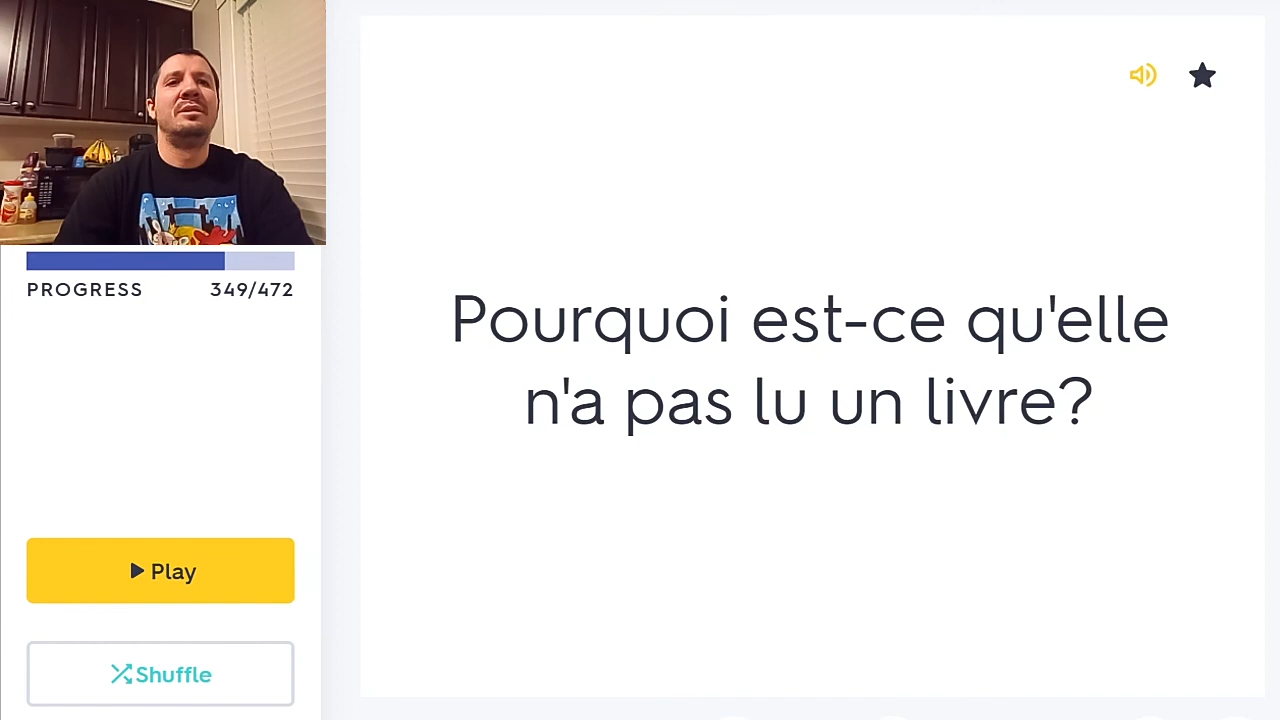 PROGRESS 349/472
Play
Shuffle
Pourquoi est-ce qu'elle
n'a pas lu un livre?